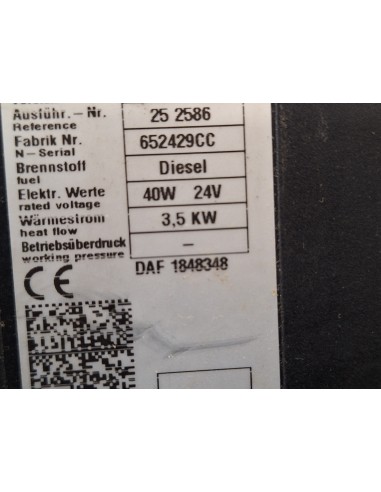 Ausführ.- Nr. 25 2586
Reference
Fabrik Nr. 652429CC
N-Serial
Brennstoff Diesel
fuel
Elektr. Werte 40W 24V
rated voltage
Wärmestrom 3,5 KW
heat flow
Betriebsüberdruck –
working pressure
DAF 1848348
CE